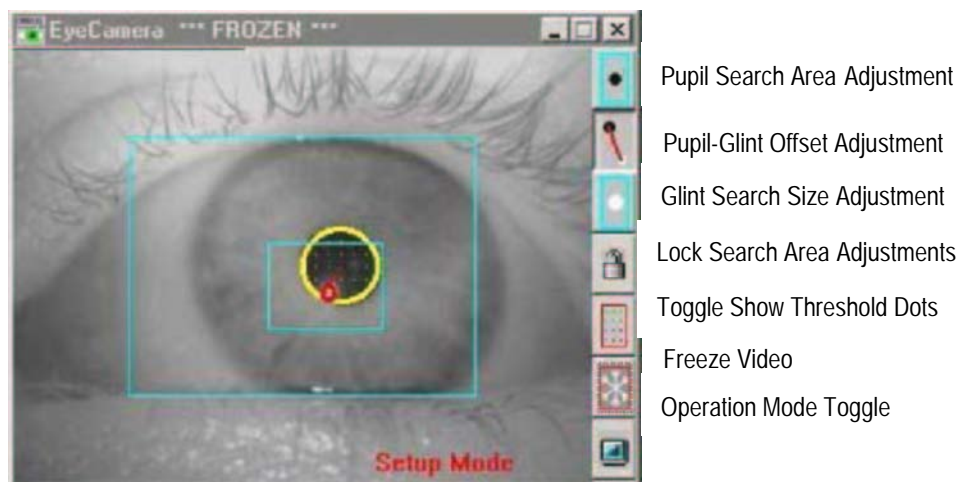 EyeCamera *** FROZEN ***
Pupil Search Area Adjustment
Pupil-Glint Offset Adjustment
Glint Search Size Adjustment
Lock Search Area Adjustments
Toggle Show Threshold Dots
Freeze Video
Operation Mode Toggle
Setup Mode